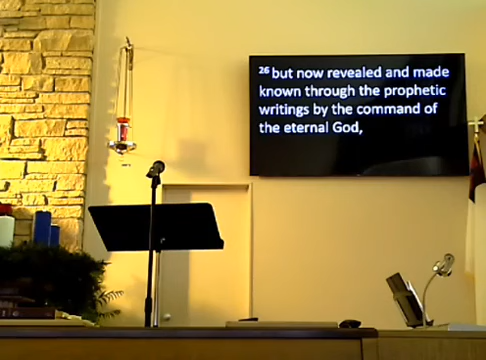 26 but now revealed and made
known through the prophetic
writings by the command of
the eternal God,